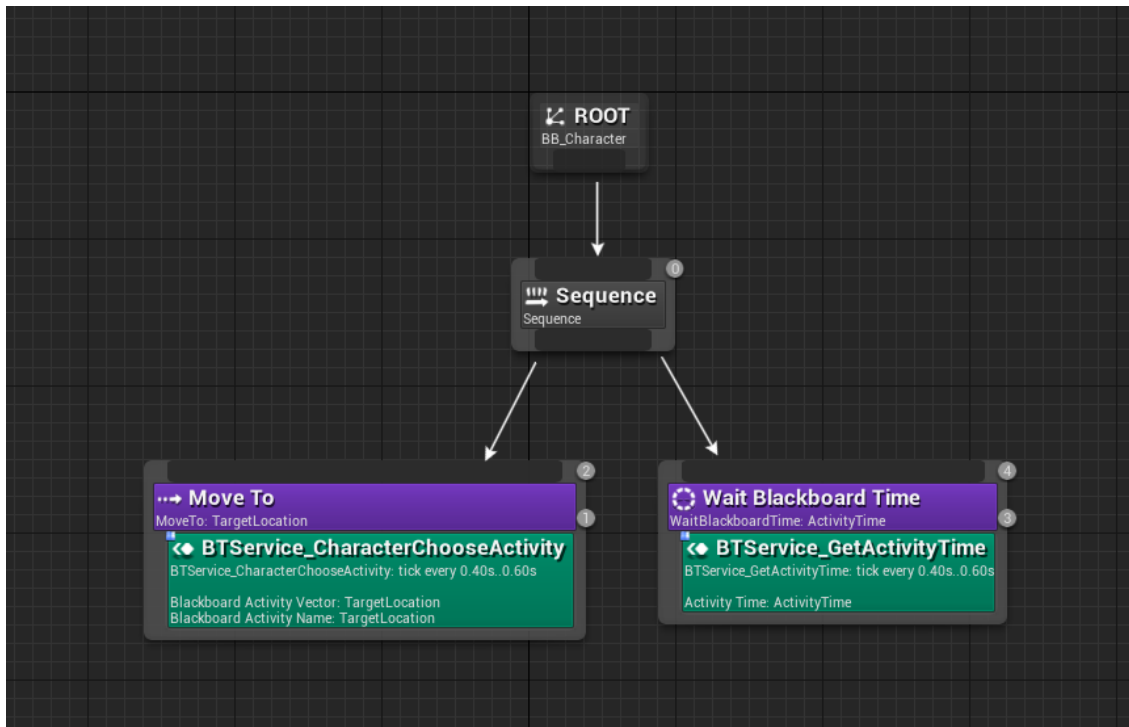 ROOT
BB_Character
0
Sequence
Sequence
2
Move To
MoveTo: TargetLocation
1
BTService_CharacterChooseActivity
BTService_CharacterChooseActivity: tick every 0.40s..0.60s
Blackboard Activity Vector: TargetLocation
Blackboard Activity Name: TargetLocation
4
Wait Blackboard Time
WaitBlackboardTime: ActivityTime
3
BTService_GetActivityTime
BTService_GetActivityTime: tick every 0.40s..0.60s
Activity Time: ActivityTime